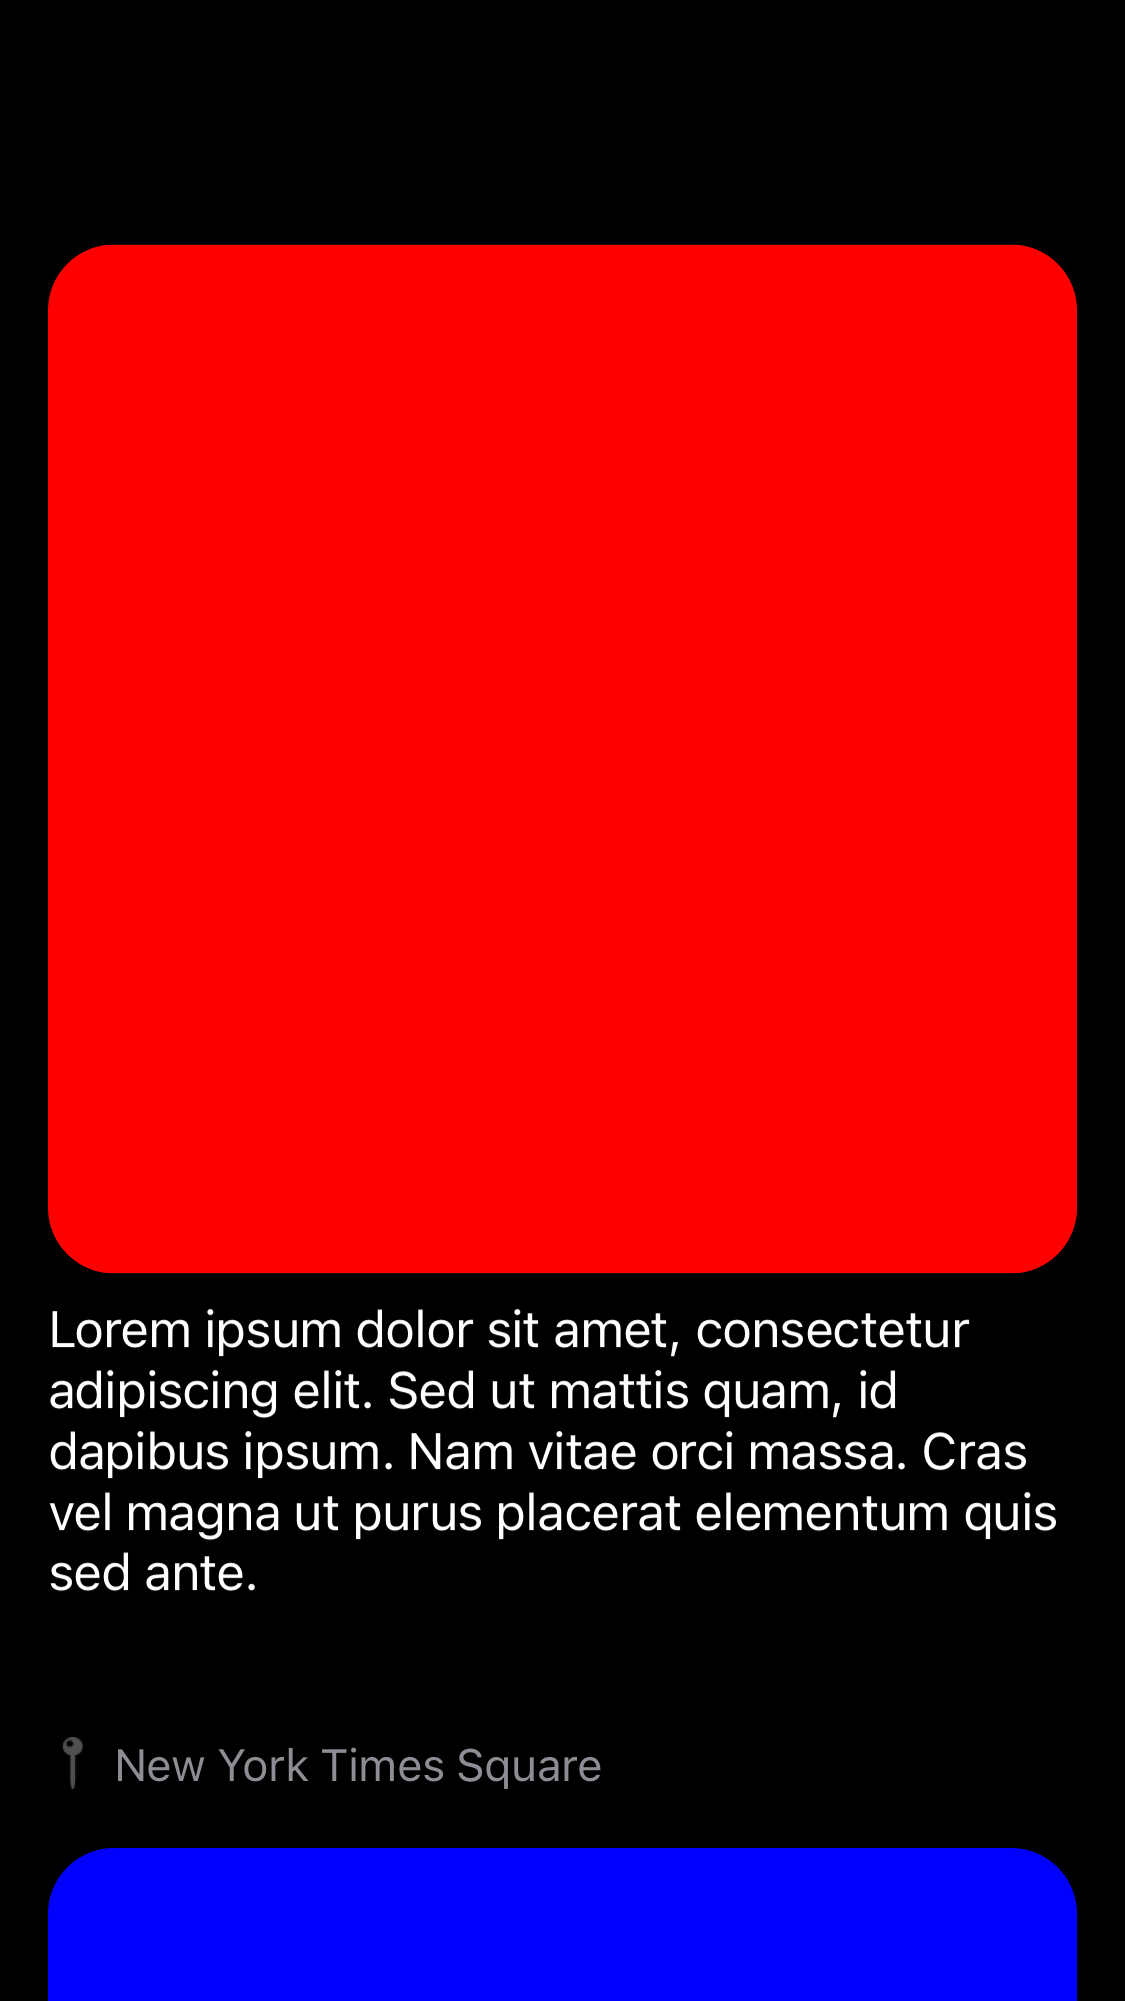 Lorem ipsum dolor sit amet, consectetur
adipiscing elit. Sed ut mattis quam, id
dapibus ipsum. Nam vitae orci massa. Cras
vel magna ut purus placerat elementum quis
sed ante.
New York Times Square